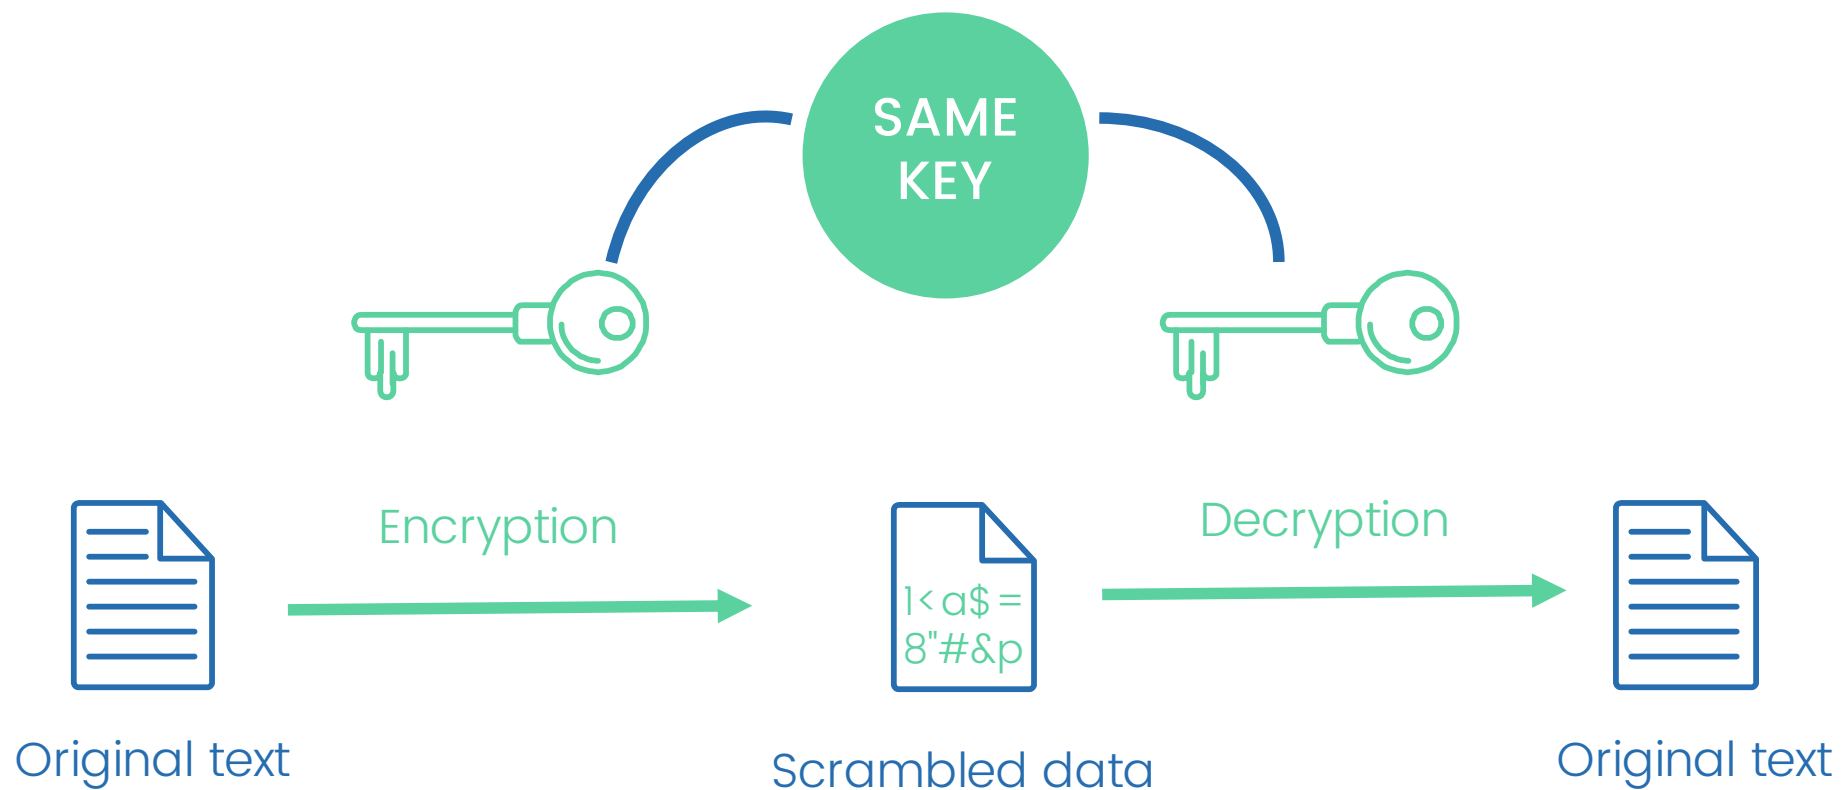 SAME
KEY
Encryption
Decryption
1<a$=
8"#&p
Original text
Scrambled data
Original text